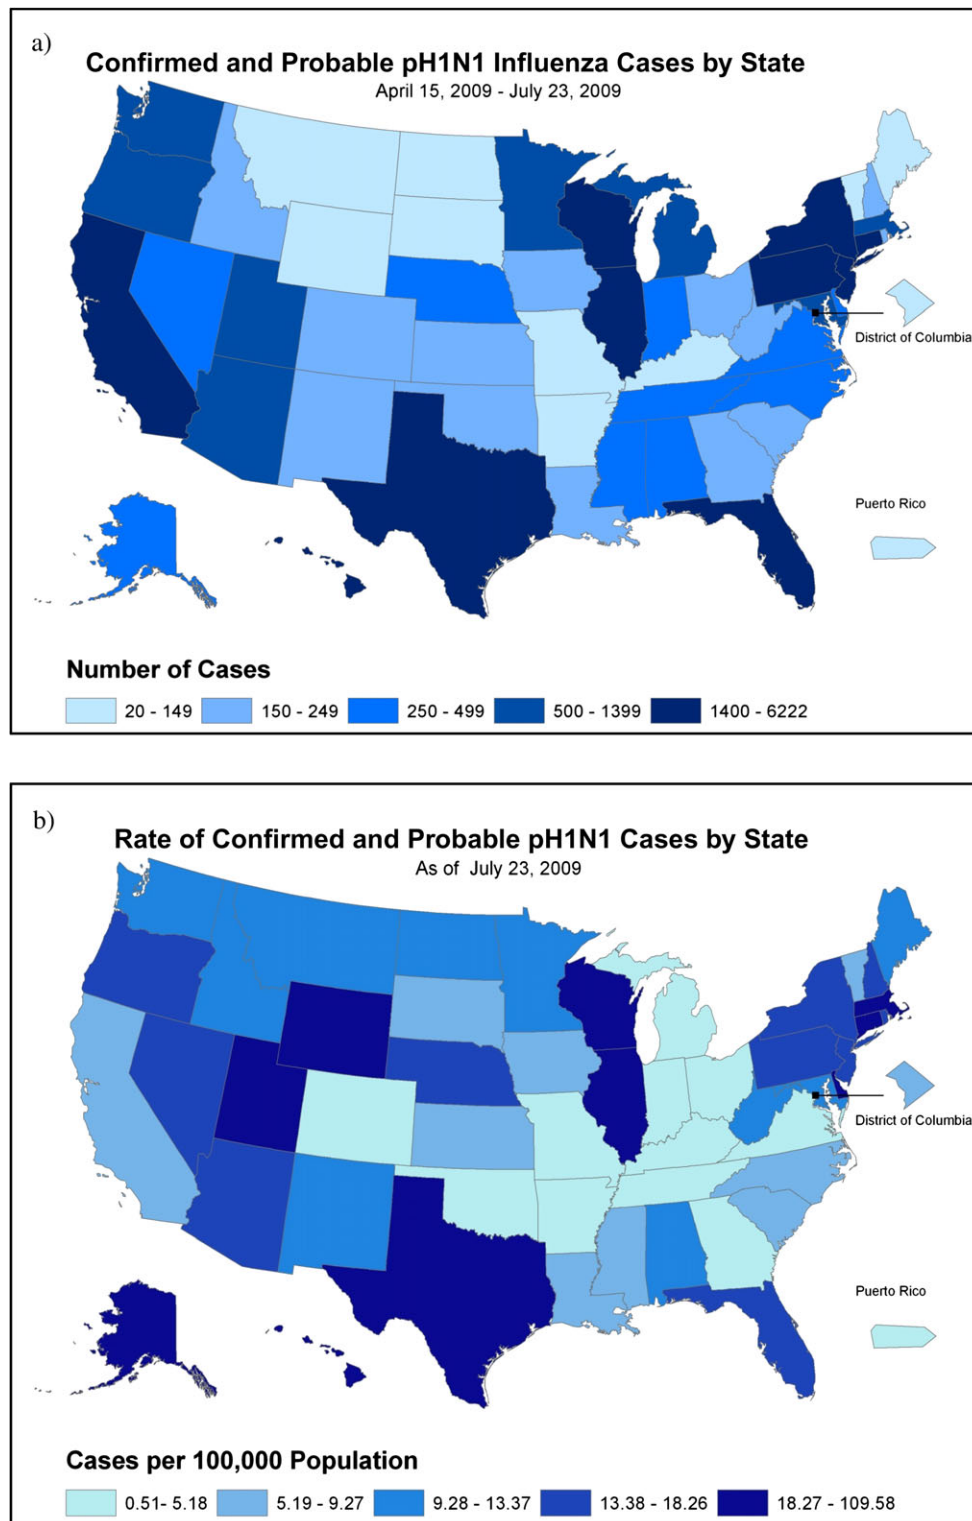 a)
Confirmed and Probable pH1N1 Influenza Cases by State
April 15, 2009 - July 23, 2009
District of Columbia
Puerto Rico
Number of Cases
20 - 149
150 - 249
250 - 499
500 - 1399
1400 - 6222
b)
Rate of Confirmed and Probable pH1N1 Cases by State
As of July 23, 2009
District of Columbia
Puerto Rico
Cases per 100,000 Population
0.51- 5.18
5.19 - 9.27
9.28 - 13.37
13.38 - 18.26
18.27 - 109.58